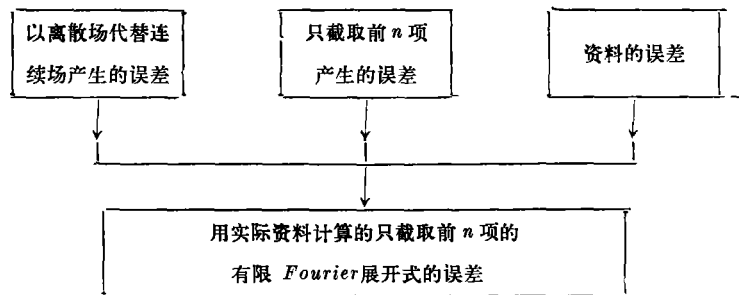 以离散场代替连
续场产生的误差
只截取前 n 项
产生的误差
资料的误差
用实际资料计算的只截取前 n 项的
有限 Fourier展开式的误差